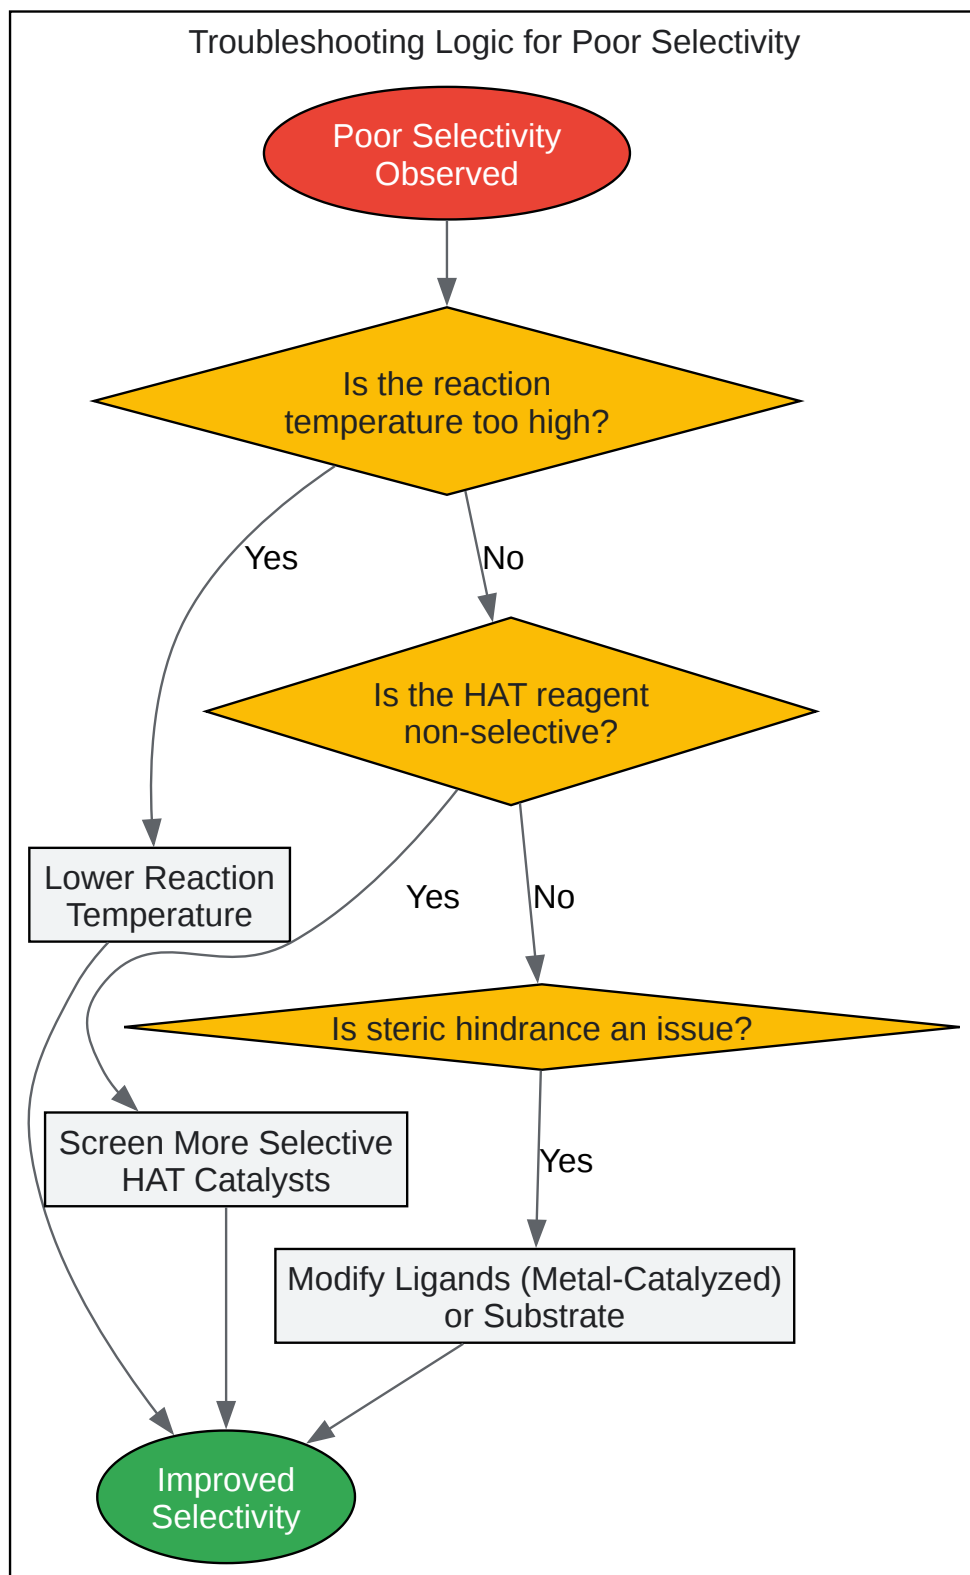 Troubleshooting Logic for Poor Selectivity
Poor Selectivity
Observed
Is the reaction
temperature too high?
Yes
No
Is the HAT reagent
non-selective?
Lower Reaction
Temperature
Yes
No
Is steric hindrance an issue?
Screen More Selective
HAT Catalysts
Yes
Modify Ligands (Metal-Catalyzed)
or Substrate
Improved
Selectivity